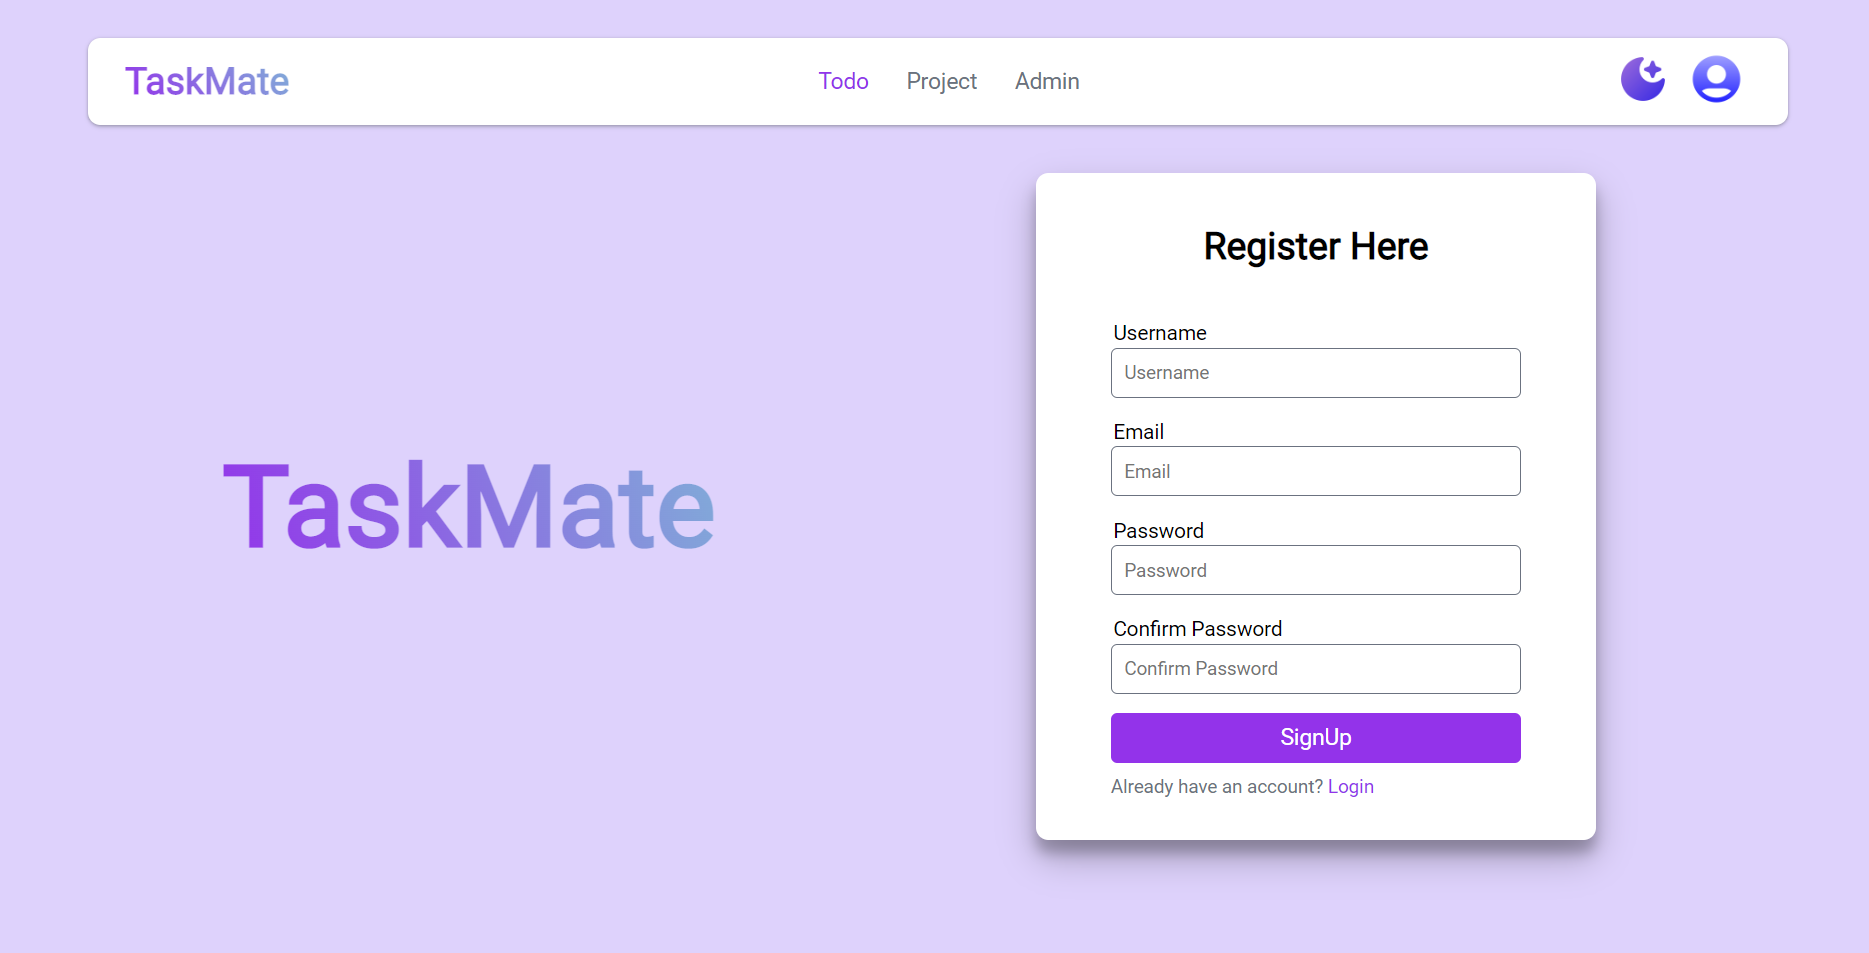 TaskMate
Todo Project Admin
TaskMate
Register Here
Username
Username
Email
Email
Password
Password
Confirm Password
Confirm Password
SignUp
Already have an account? Login